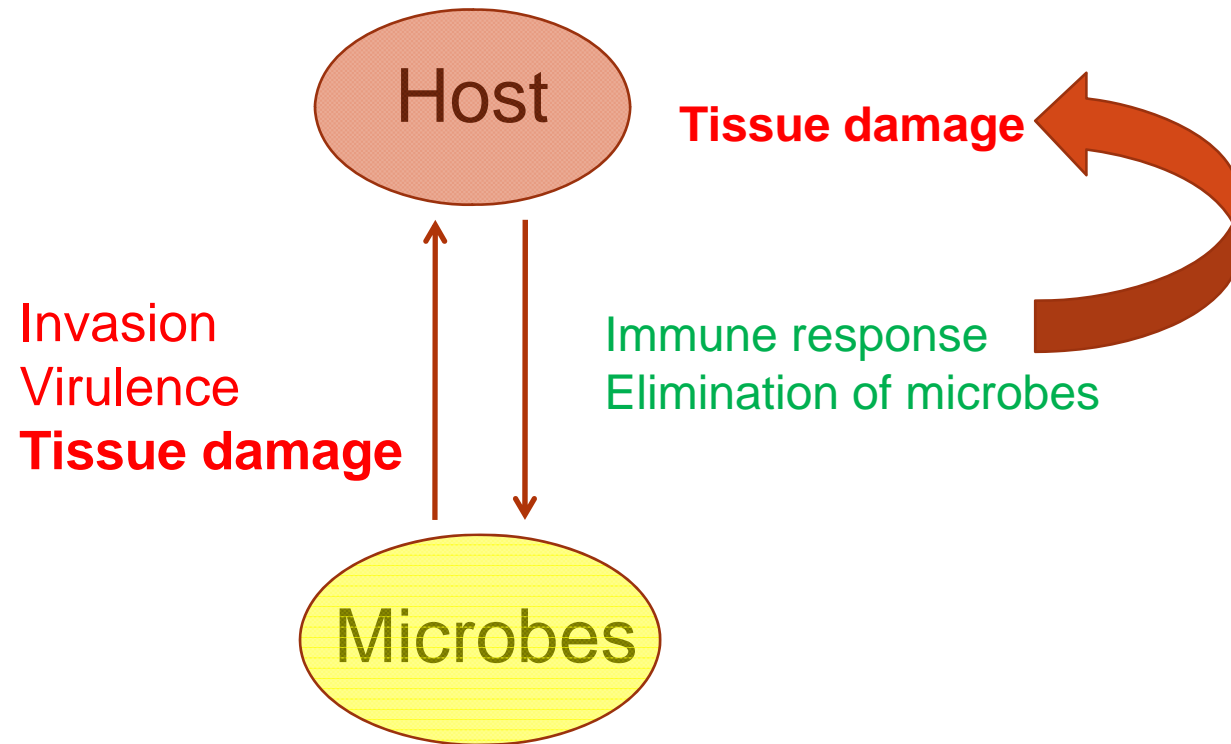 Host
Tissue damage
Invasion
Virulence
Tissue damage
Immune response
Elimination of microbes
Microbes